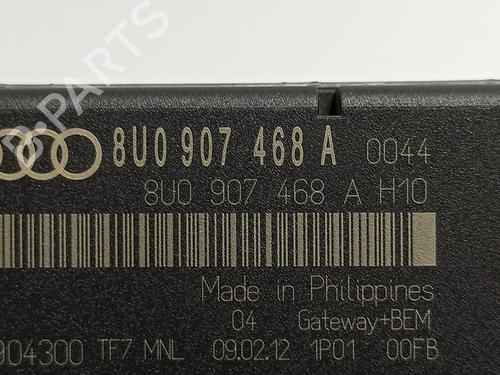 8U0 907 468 A 0044
8U0 907 468 A H10
Made in Philippines
04 Gateway+BEM
904300 TF7 MNL 09.02.12 1P01 00FB